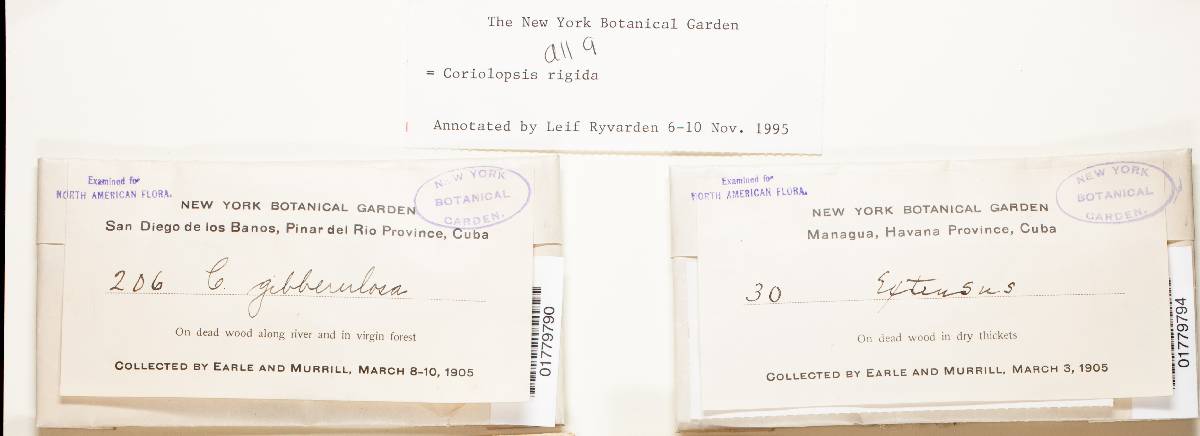 The New York Botanical Garden
all 9
= Coriolopsis rigida
Annotated by Leif Ryvarden 6-10 Nov. 1995
Examined for
NORTH AMERICAN FLORA.
NEW YORK
BOTANICAL
GARDEN.
NEW YORK BOTANICAL GARDEN
San Diego de los Banos, Pinar del Rio Province, Cuba
206 C. gibberulosa
On dead wood along river and in virgin forest
COLLECTED BY EARLE AND MURRILL, MARCH 8-10, 1905
01779790
Examined for
NORTH AMERICAN FLORA.
NEW YORK
BOTANICAL
GARDEN.
NEW YORK BOTANICAL GARDEN
Managua, Havana Province, Cuba
30 Extensus
On dead wood in dry thickets
COLLECTED BY EARLE AND MURRILL, MARCH 3, 1905
01779794